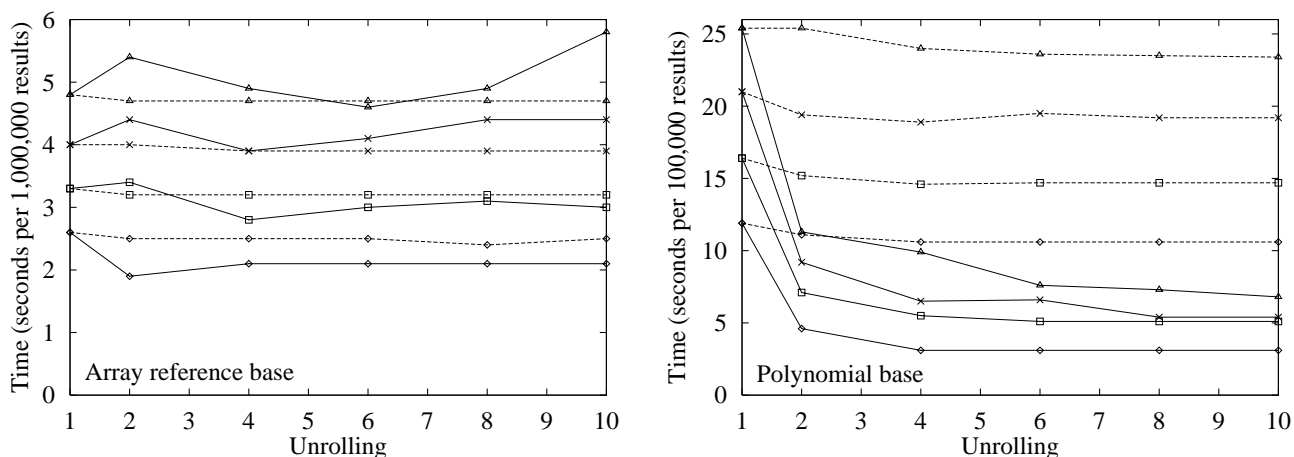 Time (seconds per 1,000,000 results)
6
5
4
3
2
1
0
Array reference base
1 2 3 4 5 6 7 8 9 10
Unrolling
Time (seconds per 100,000 results)
25
20
15
10
5
0
Polynomial base
1 2 3 4 5 6 7 8 9 10
Unrolling